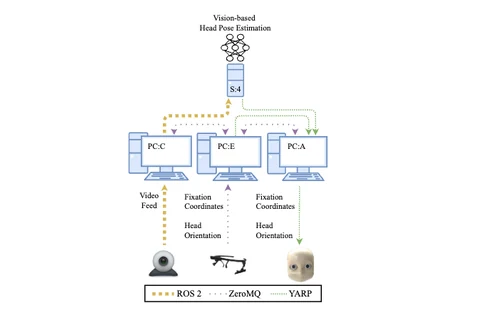 Vision-based
Head Pose Estimation
S:4
PC:C
PC:E
PC:A
Video
Feed
Fixation
Coordinates
Head
Orientation
Fixation
Coordinates
Head
Orientation
ROS 2
ZeroMQ
YARP